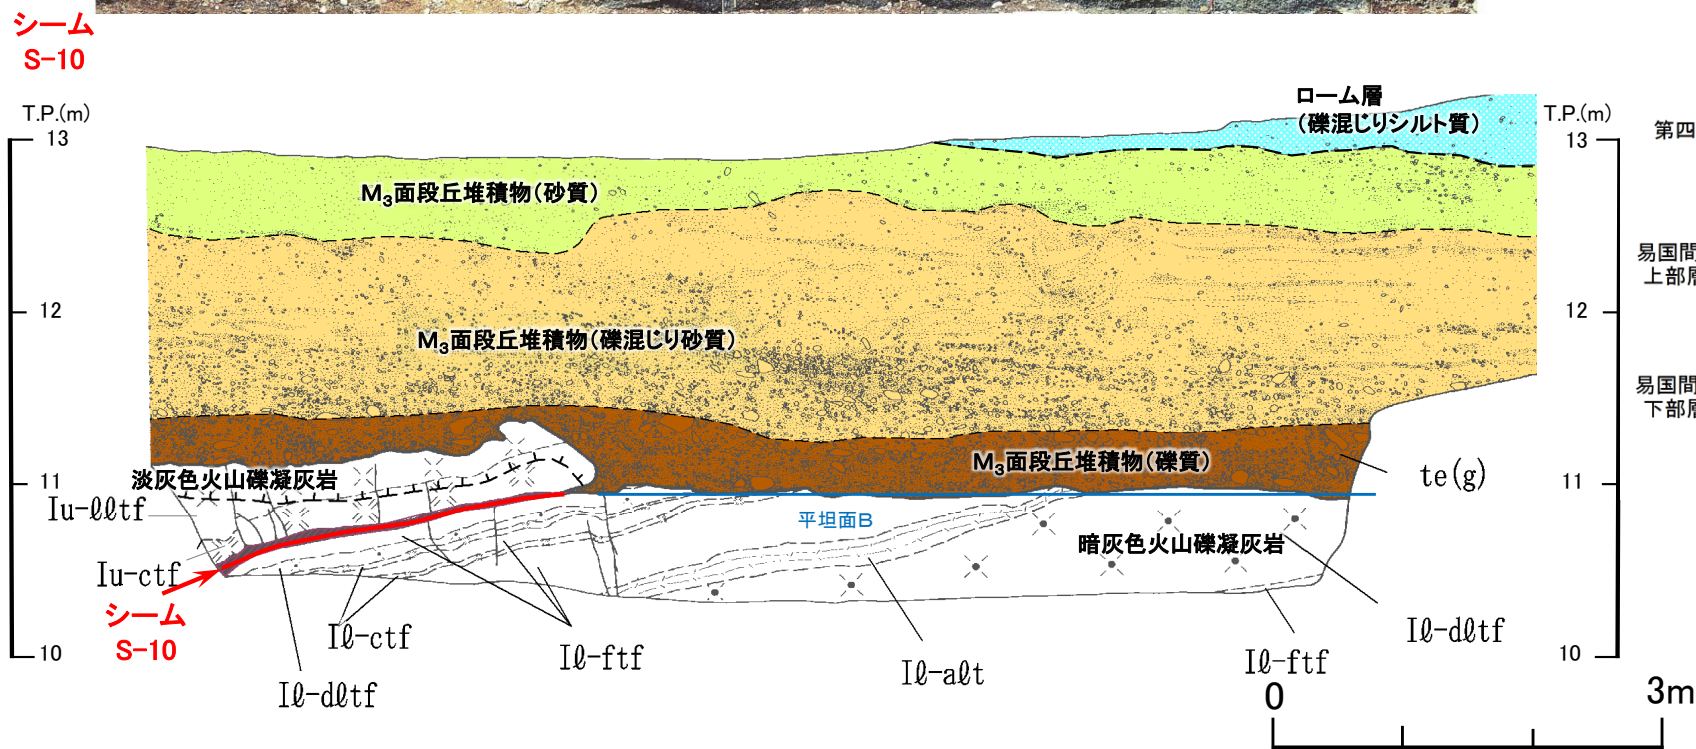 シーム
S-10
T.P.(m)
13
12
11
10
ローム層
(礫混じりシルト質)
T.P.(m)
13
12
11
10
第四
易国間
上部層
易国間
下部層
M3面段丘堆積物(砂質)
M3面段丘堆積物(礫混じり砂質)
M3面段丘堆積物(礫質)
te(g)
淡灰色火山礫凝灰岩
Iu-ℓℓtf
平坦面B
暗灰色火山礫凝灰岩
Iu-ctf
シーム
S-10
Iℓ-ctf
Iℓ-ftf
Iℓ-aℓt
Iℓ-ftf
Iℓ-dℓtf
Iℓ-dℓtf
0
3m